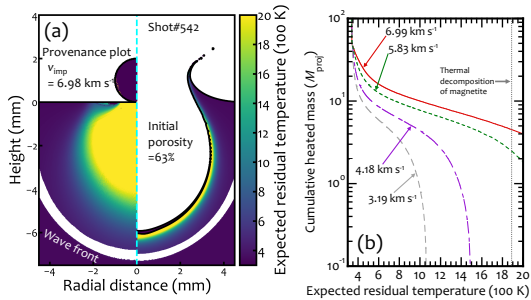 (a)
Shot#542
Provenance plot
v_imp
= 6.98 km s⁻¹
Initial
porosity
=63%
Wave front
Height (mm)
2
0
−2
−4
−6
−4 −2 0 2 4
Radial distance (mm)
20
18
16
14
12
10
8
6
4
Expected residual temperature (100 K)
Cumulative heated mass (M_proj)
10²
10¹
10⁰
10⁻¹
6.99 km s⁻¹
5.83 km s⁻¹
Thermal
decomposition
of magnetite
4.18 km s⁻¹
3.19 km s⁻¹
(b)
3 6 8 10 12 14 16 18 20
Expected residual temperature (100 K)